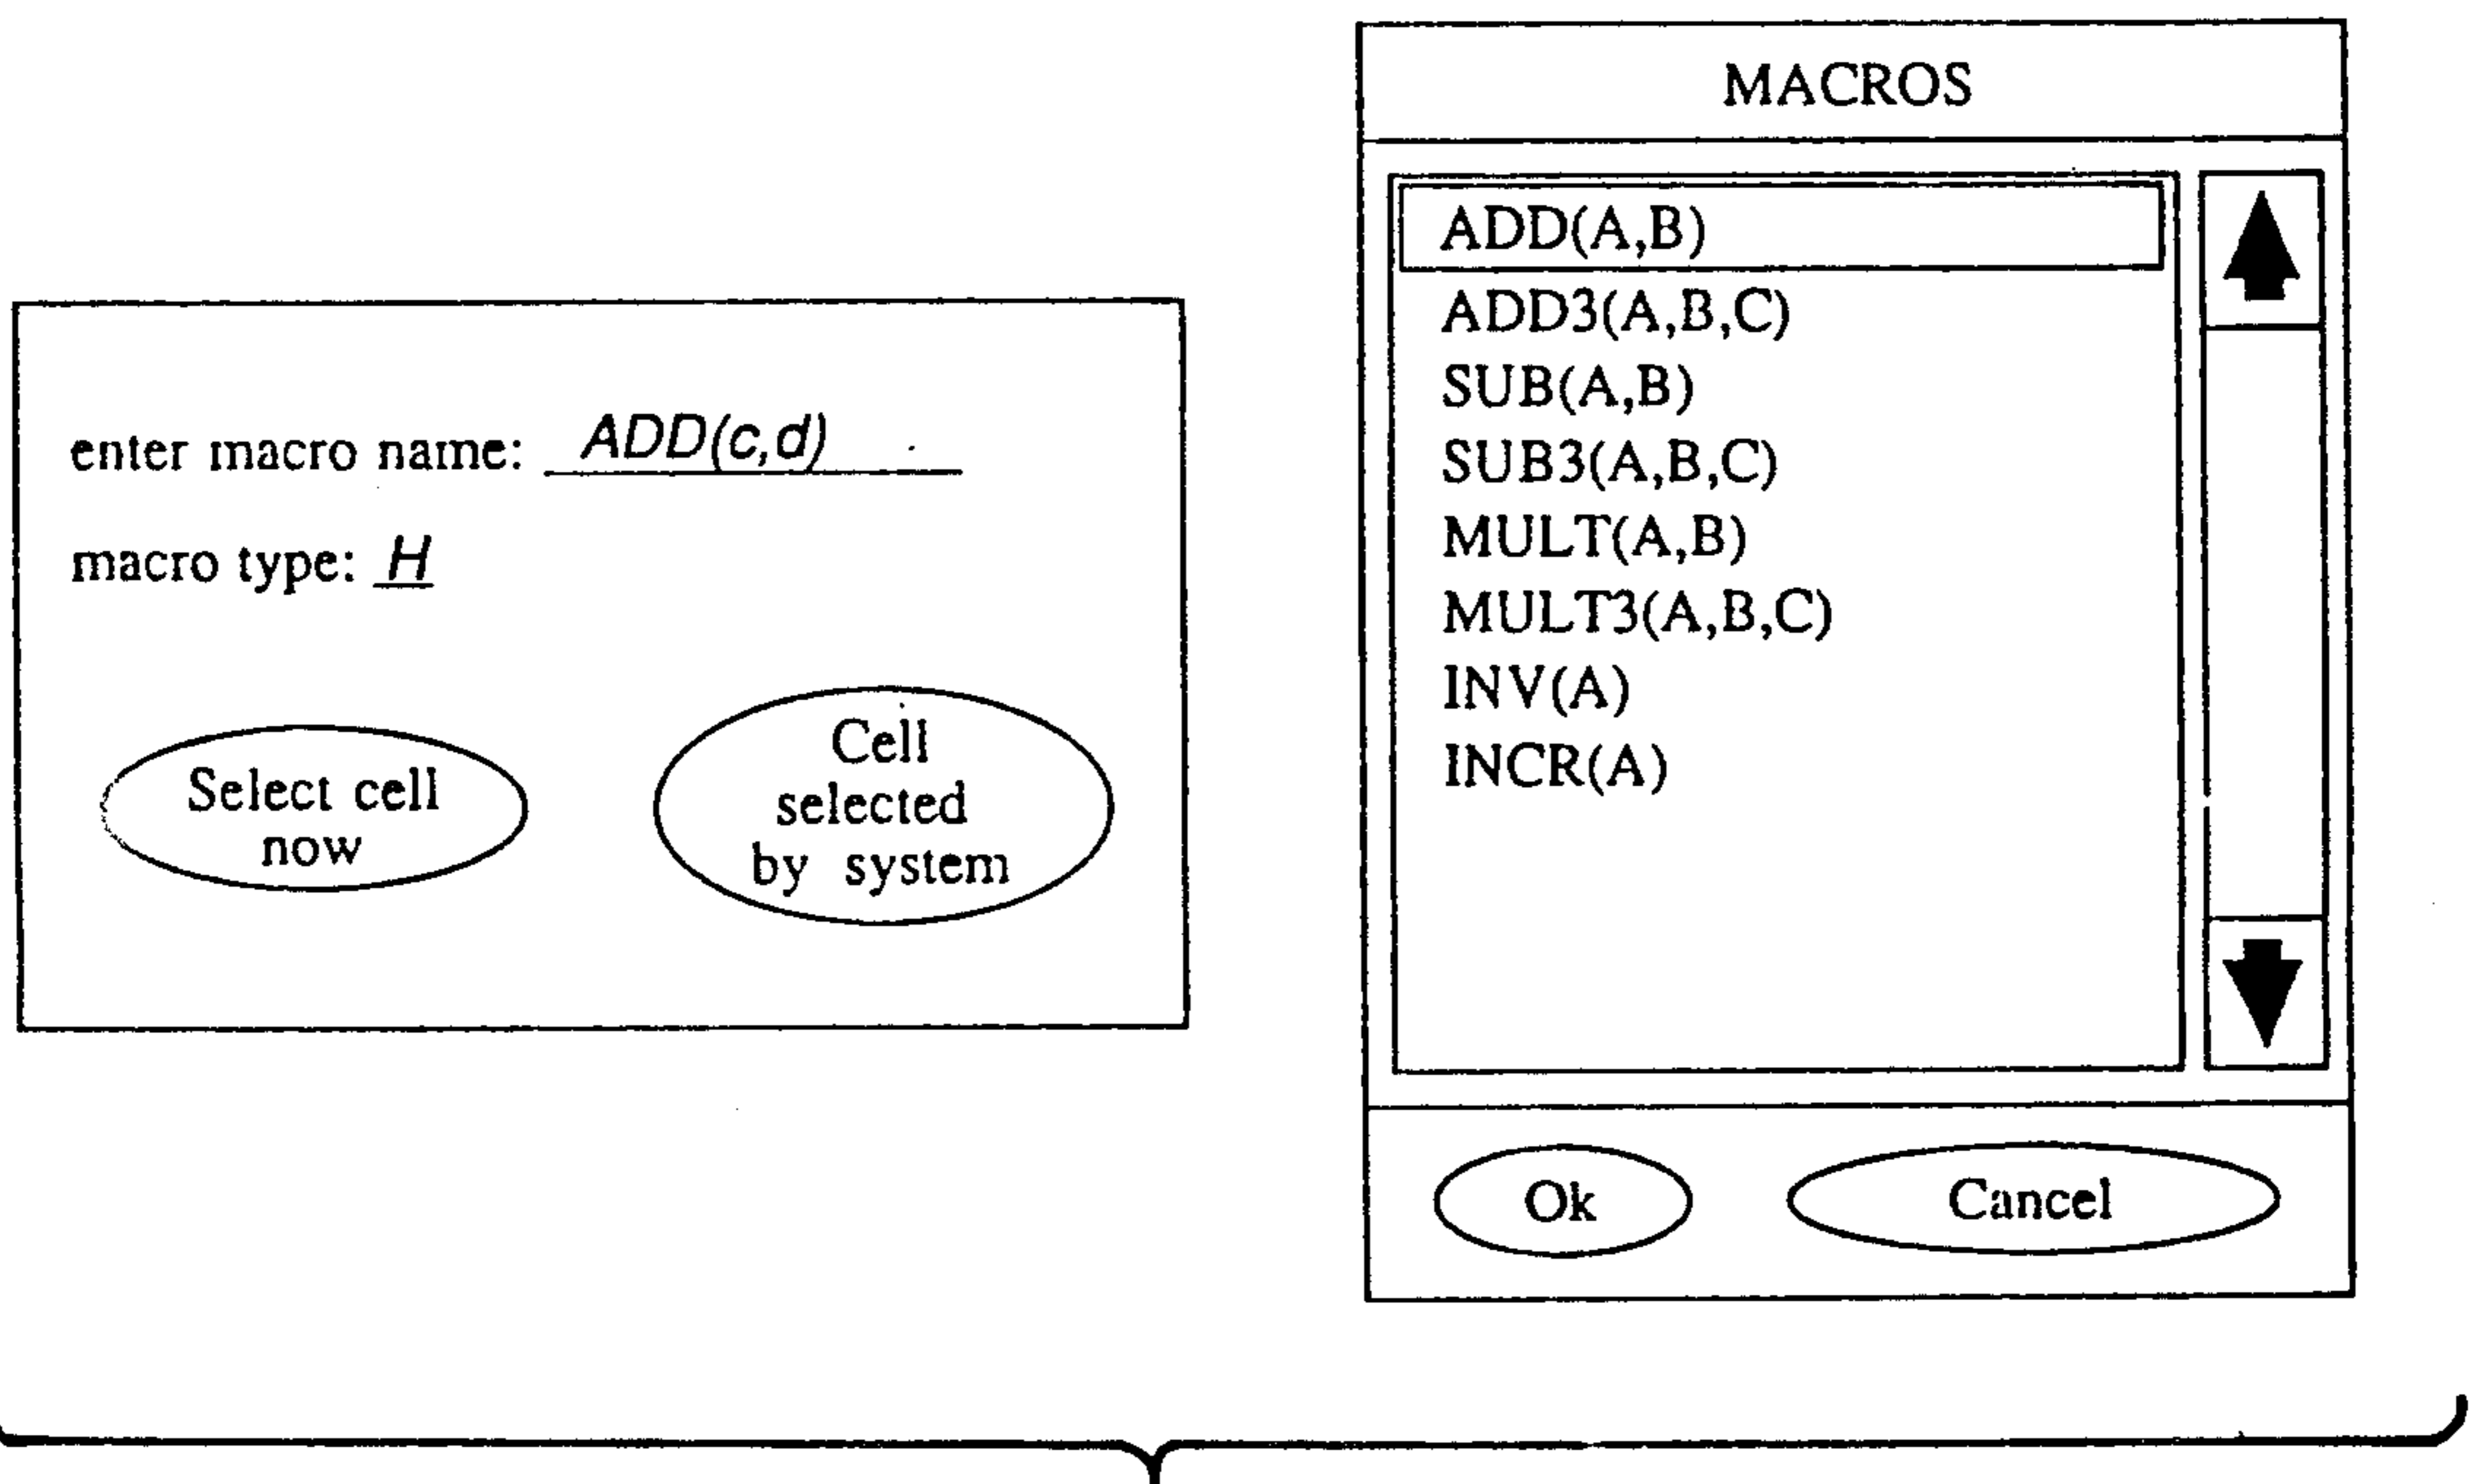 enter macro name: ADD(c,d)
macro type: H
Select cell
now
Cell
selected
by system
MACROS
ADD(A,B)
ADD3(A,B,C)
SUB(A,B)
SUB3(A,B,C)
MULT(A,B)
MULT3(A,B,C)
INV(A)
INCR(A)
Ok
Cancel